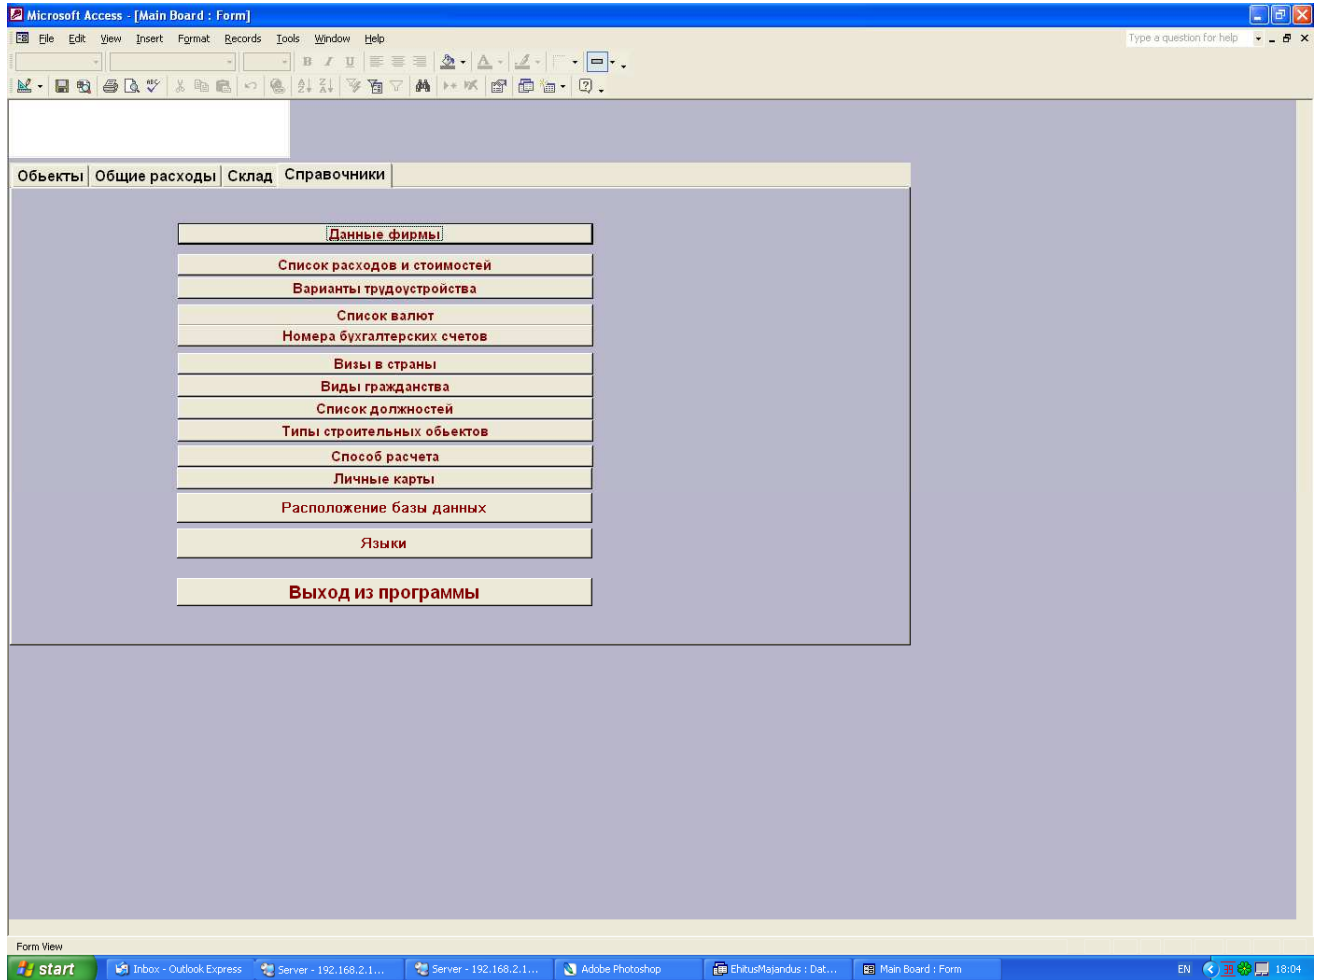 Microsoft Access - [Main Board : Form]
File Edit View Insert Format Records Tools Window Help
Type a question for help
Обьекты Общие расходы Склад Справочники
Данные фирмы
Список расходов и стоимостей
Варианты трудоустройства
Список валют
Номера бухгалтерских счетов
Визы в страны
Виды гражданства
Список должностей
Типы строительных обьектов
Способ расчета
Личные карты
Расположение базы данных
Языки
Выход из программы
Form View
start Inbox - Outlook Express Server - 192.168.2.1... Server - 192.168.2.1... Adobe Photoshop EhitusMajandus : Dat... Main Board : Form EN 18:04